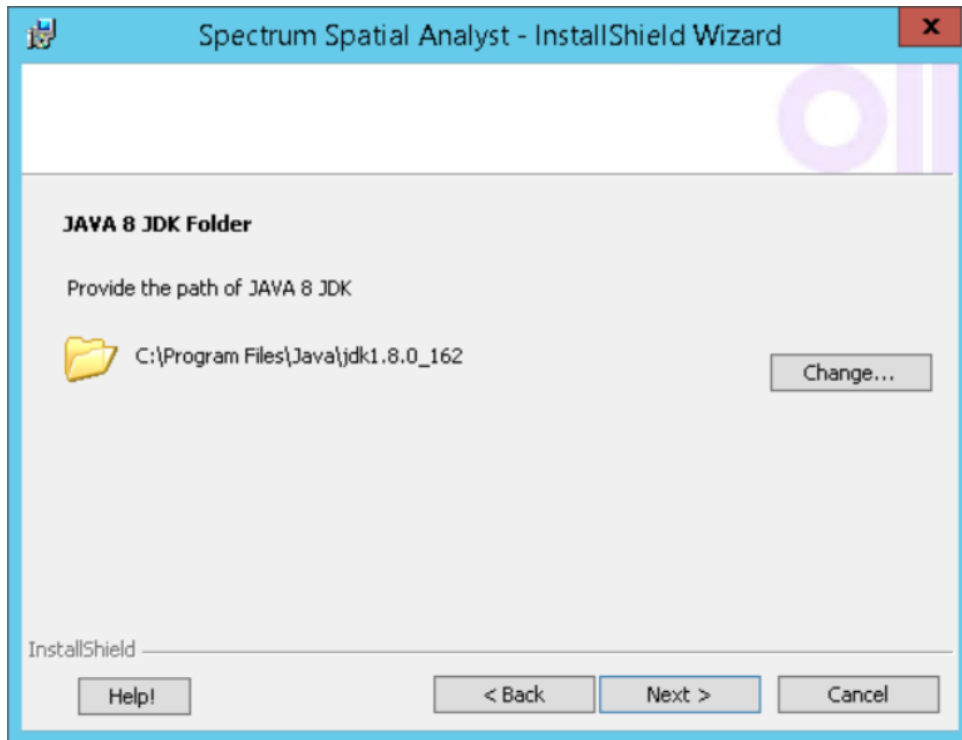 Spectrum Spatial Analyst - InstallShield Wizard
x
JAVA 8 JDK Folder
Provide the path of JAVA 8 JDK
C:\Program Files\Java\jdk1.8.0_162
Change...
InstallShield
Help!
< Back
Next >
Cancel